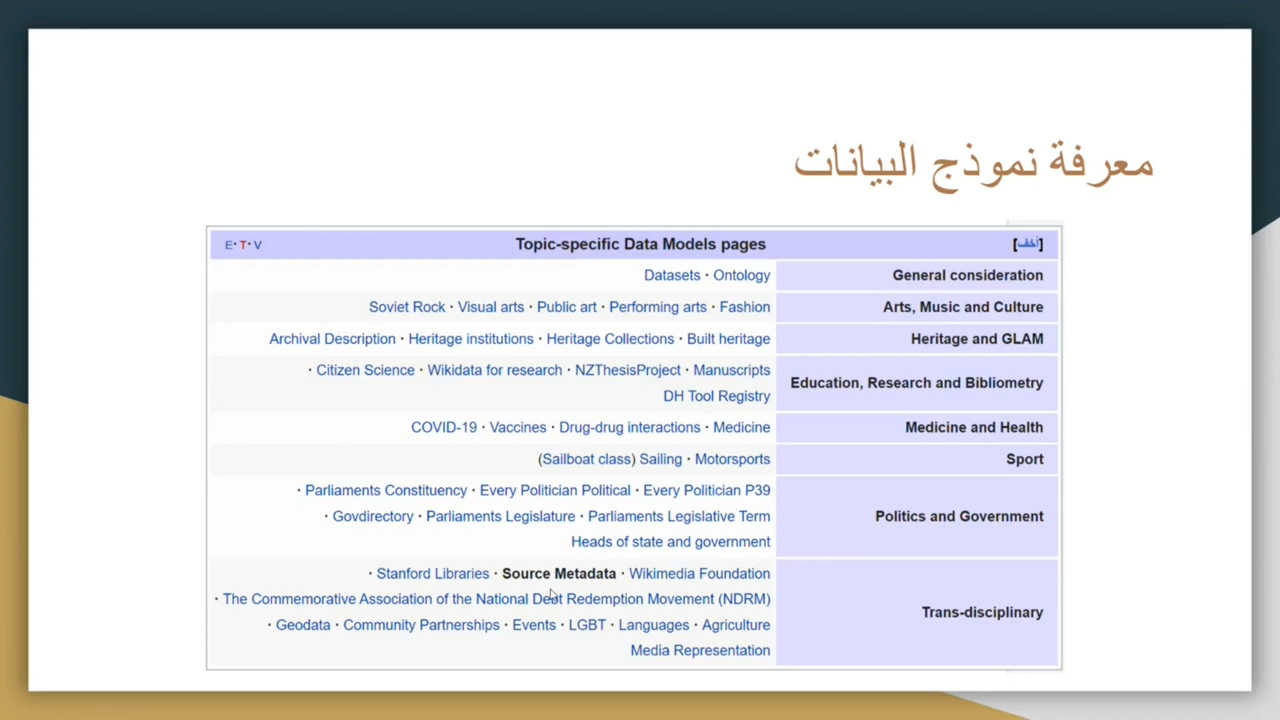 معرفة نموذج البيانات
[أخف] Topic-specific Data Models pages E · T · V
General consideration
Datasets · Ontology
Arts, Music and Culture
Soviet Rock · Visual arts · Public art · Performing arts · Fashion
Heritage and GLAM
Archival Description · Heritage institutions · Heritage Collections · Built heritage
Education, Research and Bibliometry
· Citizen Science · Wikidata for research · NZThesisProject · Manuscripts
DH Tool Registry
Medicine and Health
COVID-19 · Vaccines · Drug-drug interactions · Medicine
Sport
(Sailboat class) Sailing · Motorsports
Politics and Government
· Parliaments Constituency · Every Politician Political · Every Politician P39
· Govdirectory · Parliaments Legislature · Parliaments Legislative Term
Heads of state and government
Trans-disciplinary
· Stanford Libraries · Source Metadata · Wikimedia Foundation
· The Commemorative Association of the National Debt Redemption Movement (NDRM)
· Geodata · Community Partnerships · Events · LGBT · Languages · Agriculture
Media Representation